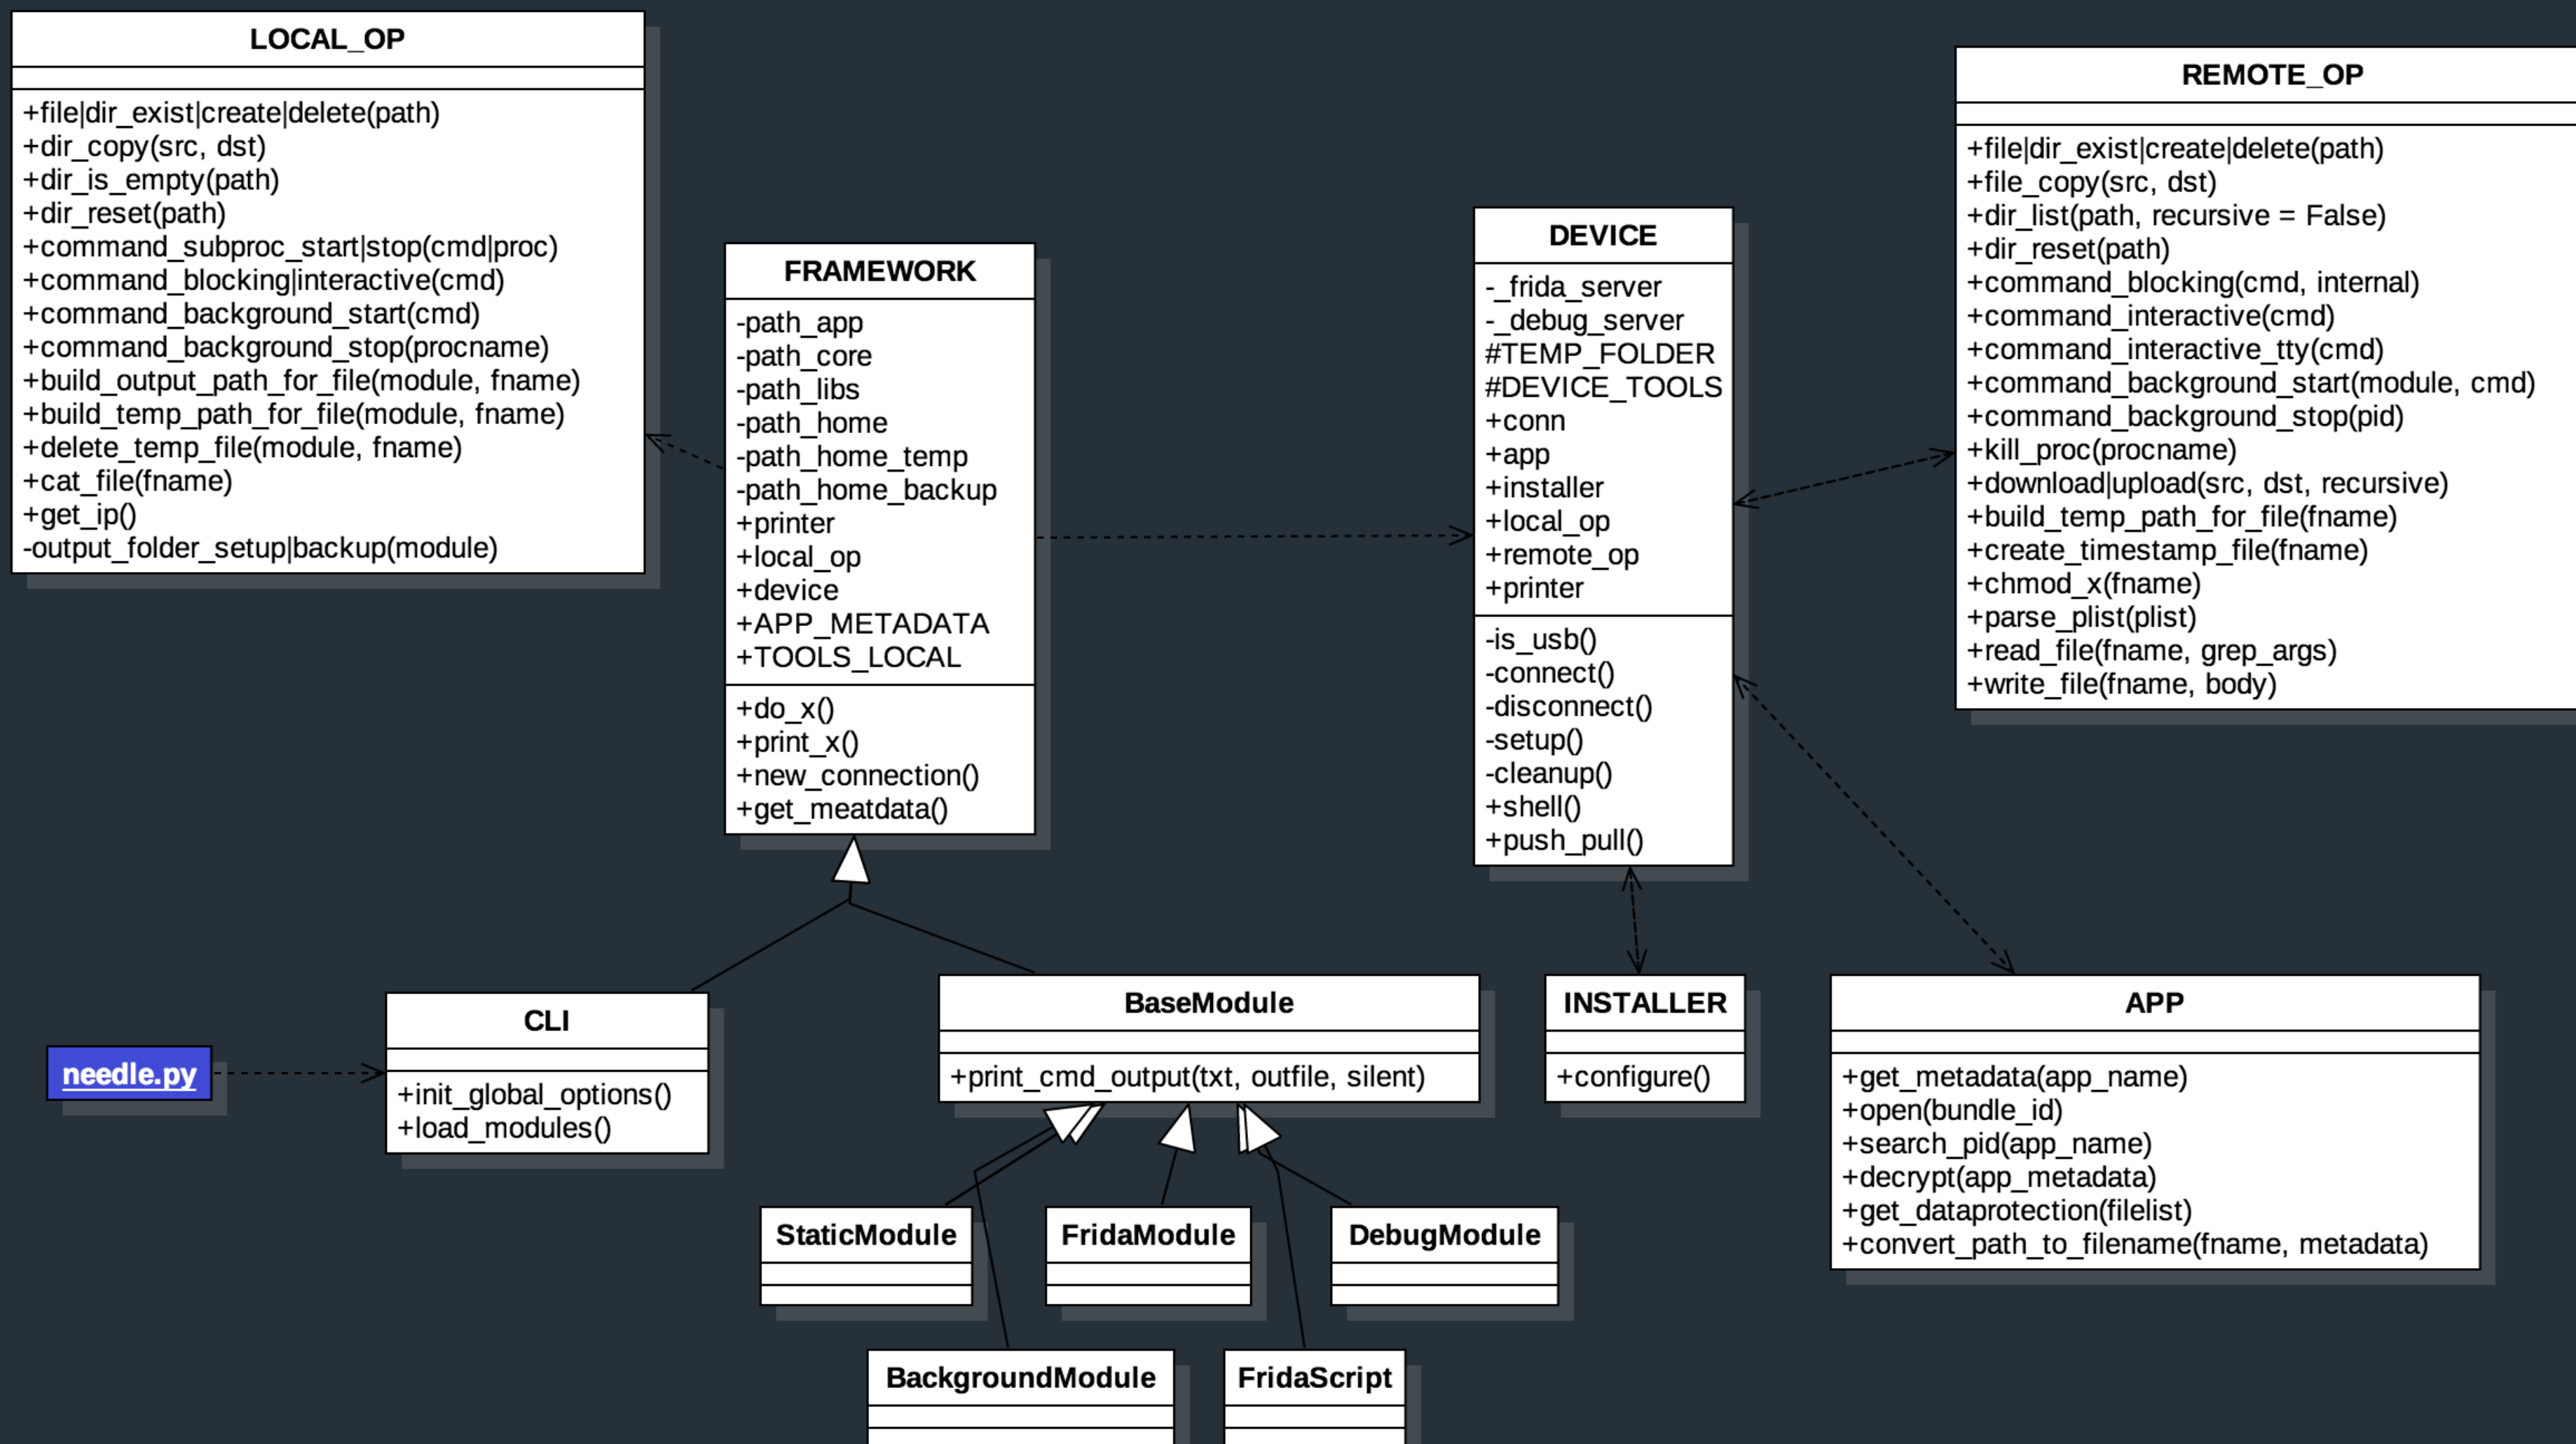 LOCAL_OP
+file|dir_exist|create|delete(path)
+dir_copy(src, dst)
+dir_is_empty(path)
+dir_reset(path)
+command_subproc_start|stop(cmd|proc)
+command_blocking|interactive(cmd)
+command_background_start(cmd)
+command_background_stop(procname)
+build_output_path_for_file(module, fname)
+build_temp_path_for_file(module, fname)
+delete_temp_file(module, fname)
+cat_file(fname)
+get_ip()
-output_folder_setup|backup(module)
FRAMEWORK
-path_app
-path_core
-path_libs
-path_home
-path_home_temp
-path_home_backup
+printer
+local_op
+device
+APP_METADATA
+TOOLS_LOCAL
+do_x()
+print_x()
+new_connection()
+get_meatdata()
DEVICE
-_frida_server
-_debug_server
#TEMP_FOLDER
#DEVICE_TOOLS
+conn
+app
+installer
+local_op
+remote_op
+printer
-is_usb()
-connect()
-disconnect()
-setup()
-cleanup()
+shell()
+push_pull()
REMOTE_OP
+file|dir_exist|create|delete(path)
+file_copy(src, dst)
+dir_list(path, recursive = False)
+dir_reset(path)
+command_blocking(cmd, internal)
+command_interactive(cmd)
+command_interactive_tty(cmd)
+command_background_start(module, cmd)
+command_background_stop(pid)
+kill_proc(procname)
+download|upload(src, dst, recursive)
+build_temp_path_for_file(fname)
+create_timestamp_file(fname)
+chmod_x(fname)
+parse_plist(plist)
+read_file(fname, grep_args)
+write_file(fname, body)
needle.py
CLI
+init_global_options()
+load_modules()
BaseModule
+print_cmd_output(txt, outfile, silent)
INSTALLER
+configure()
APP
+get_metadata(app_name)
+open(bundle_id)
+search_pid(app_name)
+decrypt(app_metadata)
+get_dataprotection(filelist)
+convert_path_to_filename(fname, metadata)
StaticModule
FridaModule
DebugModule
BackgroundModule
FridaScript